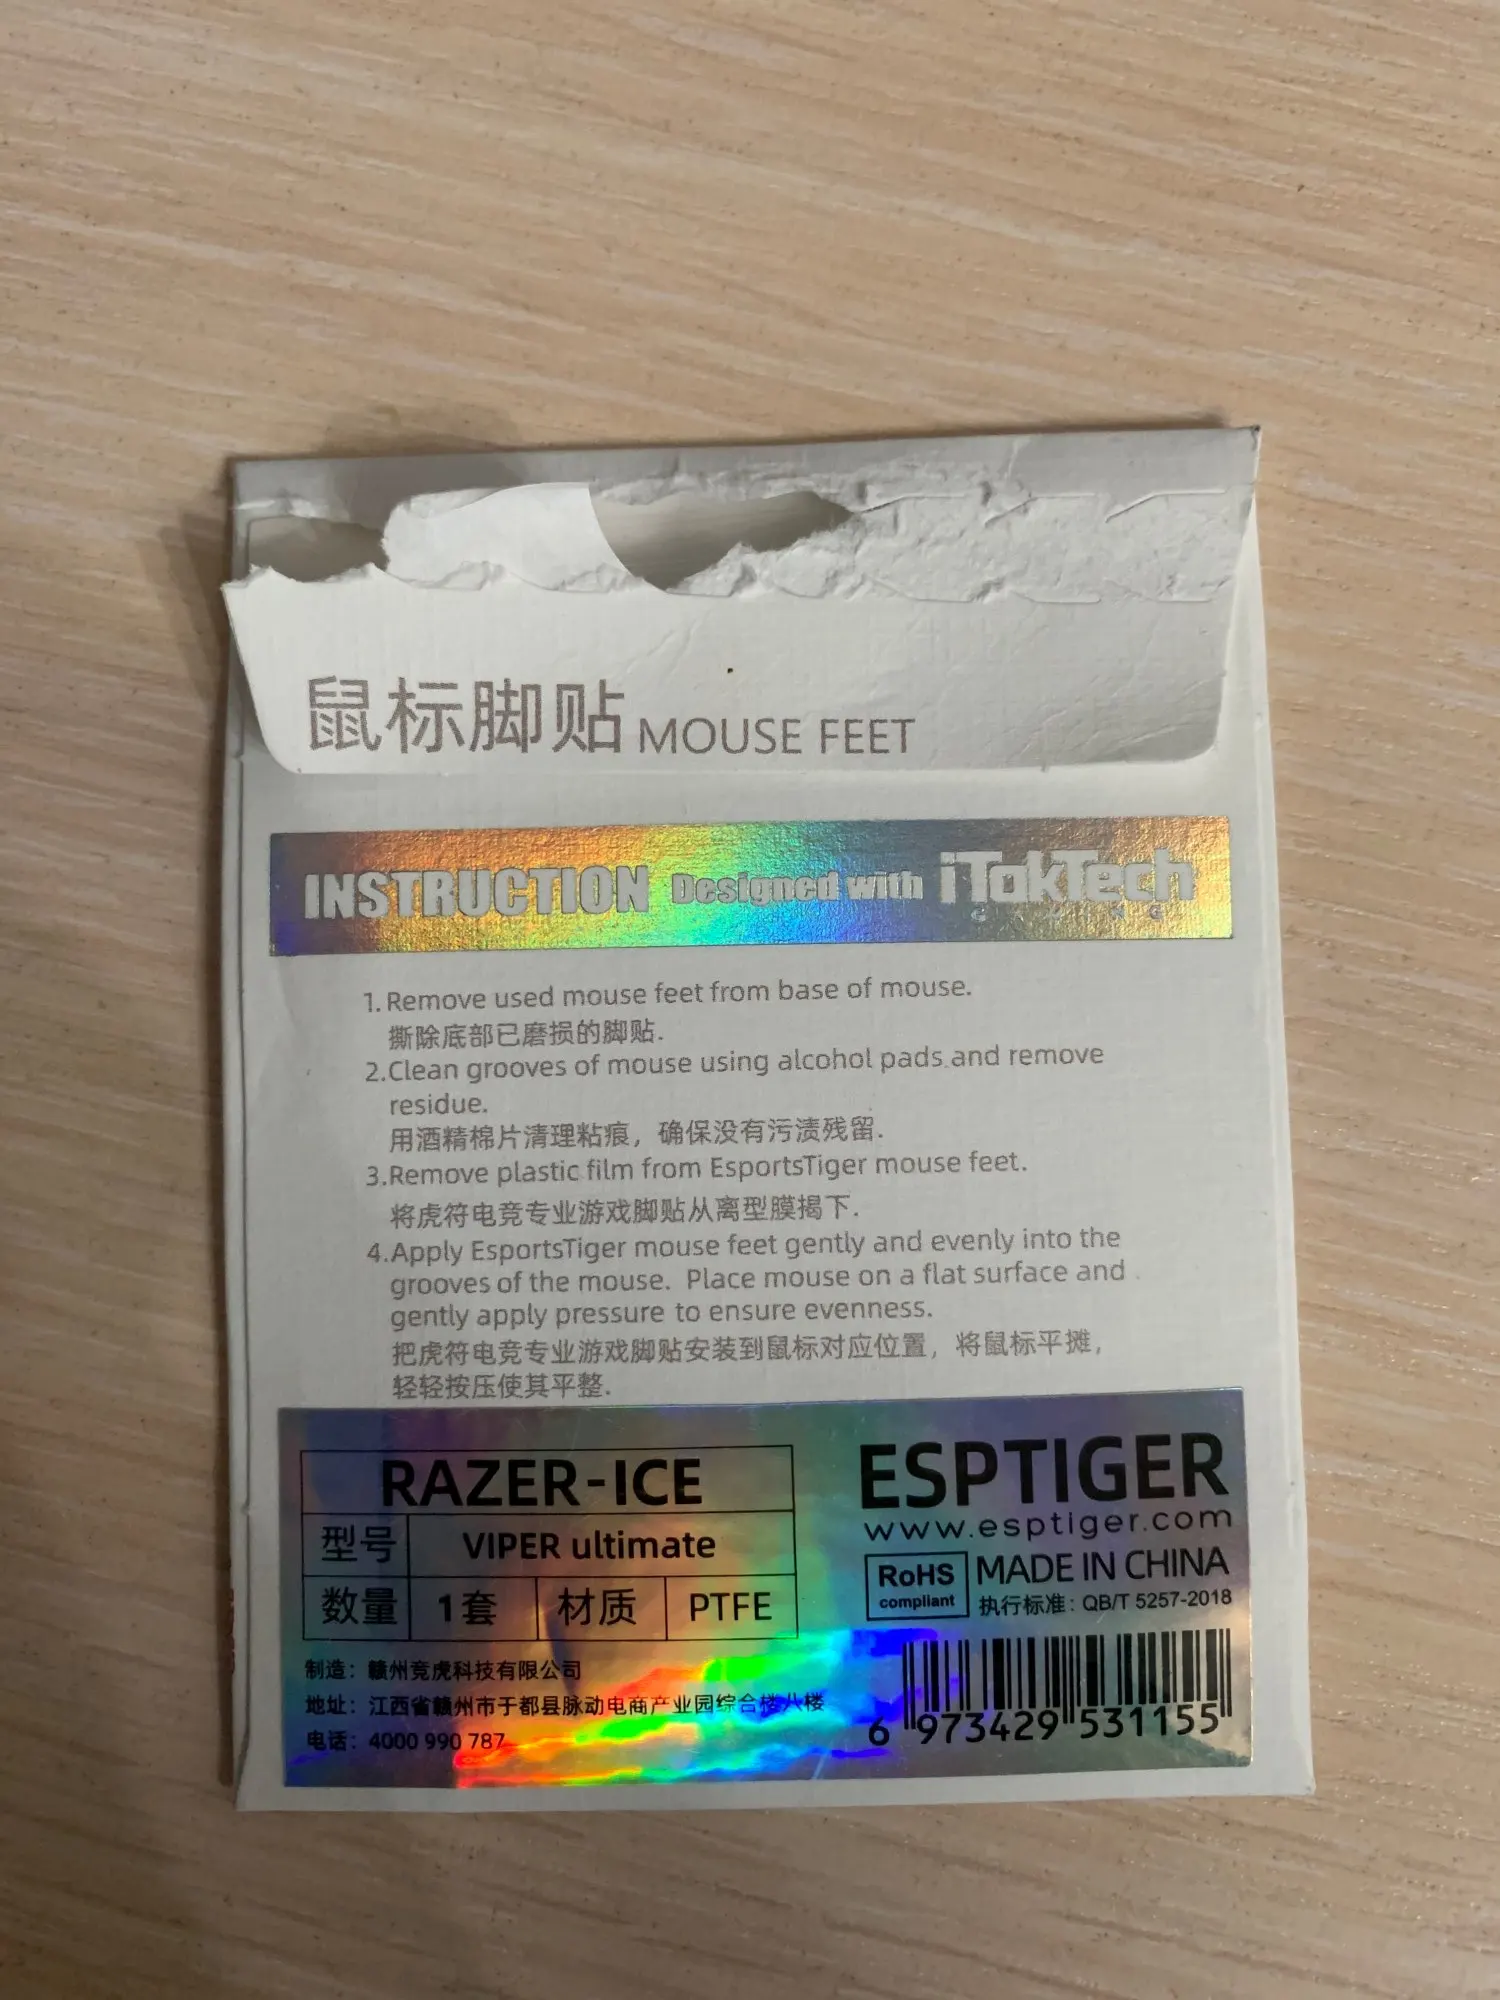 鼠标脚贴 MOUSE FEET
INSTRUCTION Designed with iTokTech
GAMING
1. Remove used mouse feet from base of mouse.
撕除底部已磨损的脚贴.
2.Clean grooves of mouse using alcohol pads.and remove
residue.
用酒精棉片清理粘痕，确保没有污渍残留.
3.Remove plastic film from EsportsTiger mouse feet.
将虎符电竞专业游戏脚贴从离型膜揭下.
4.Apply EsportsTiger mouse feet gently and evenly into the
grooves of the mouse. Place mouse on a flat surface and
gently apply pressure to ensure evenness.
把虎符电竞专业游戏脚贴安装到鼠标对应位置，将鼠标平摊，
轻轻按压使其平整.
RAZER-ICE
型号 VIPER ultimate
数量 1套 材质 PTFE
制造：赣州竞虎科技有限公司
地址：江西省赣州市于都县脉动电商产业园综合楼八楼
电话：4000 990 787
ESPTIGER
www.esptiger.com
RoHS
compliant
MADE IN CHINA
执行标准：QB/T 5257-2018
6 973429 531155